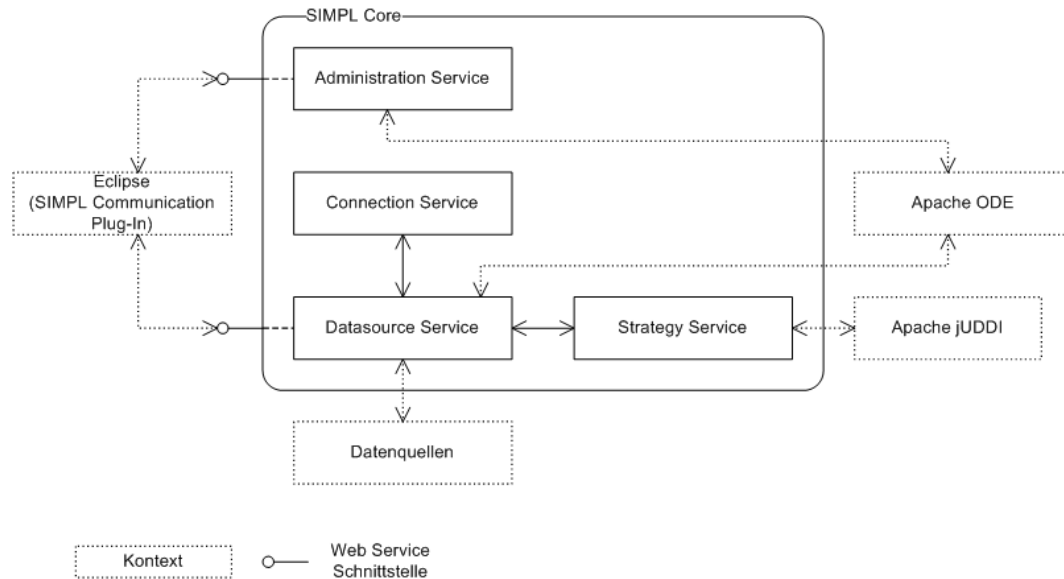 SIMPL Core
Administration Service
Eclipse
(SIMPL Communication
Plug-In)
Connection Service
Apache ODE
Datasource Service
Strategy Service
Apache jUDDI
Datenquellen
Kontext
Web Service
Schnittstelle